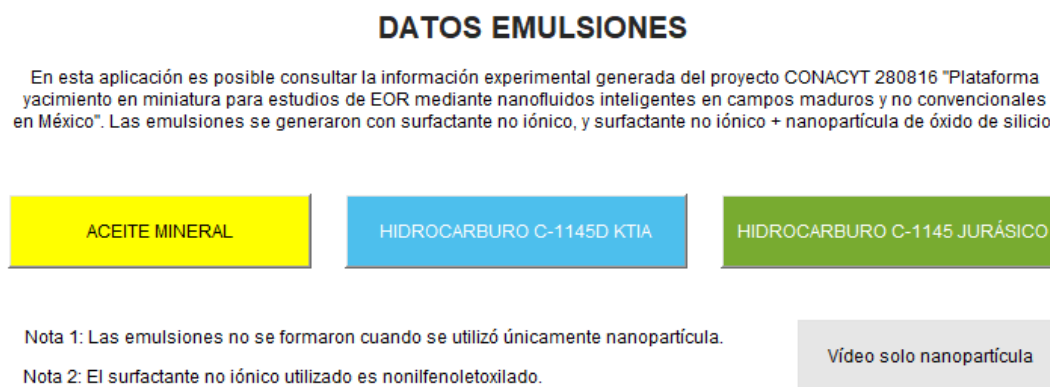 DATOS EMULSIONES
En esta aplicación es posible consultar la información experimental generada del proyecto CONACYT 280816 "Plataforma
yacimiento en miniatura para estudios de EOR mediante nanofluidos inteligentes en campos maduros y no convencionales
en México". Las emulsiones se generaron con surfactante no iónico, y surfactante no iónico + nanopartícula de óxido de silicio
ACEITE MINERAL
HIDROCARBURO C-1145D KTIA
HIDROCARBURO C-1145 JURÁSICO
Nota 1: Las emulsiones no se formaron cuando se utilizó únicamente nanopartícula.
Vídeo solo nanopartícula
Nota 2: El surfactante no iónico utilizado es nonilfenoletoxilado.